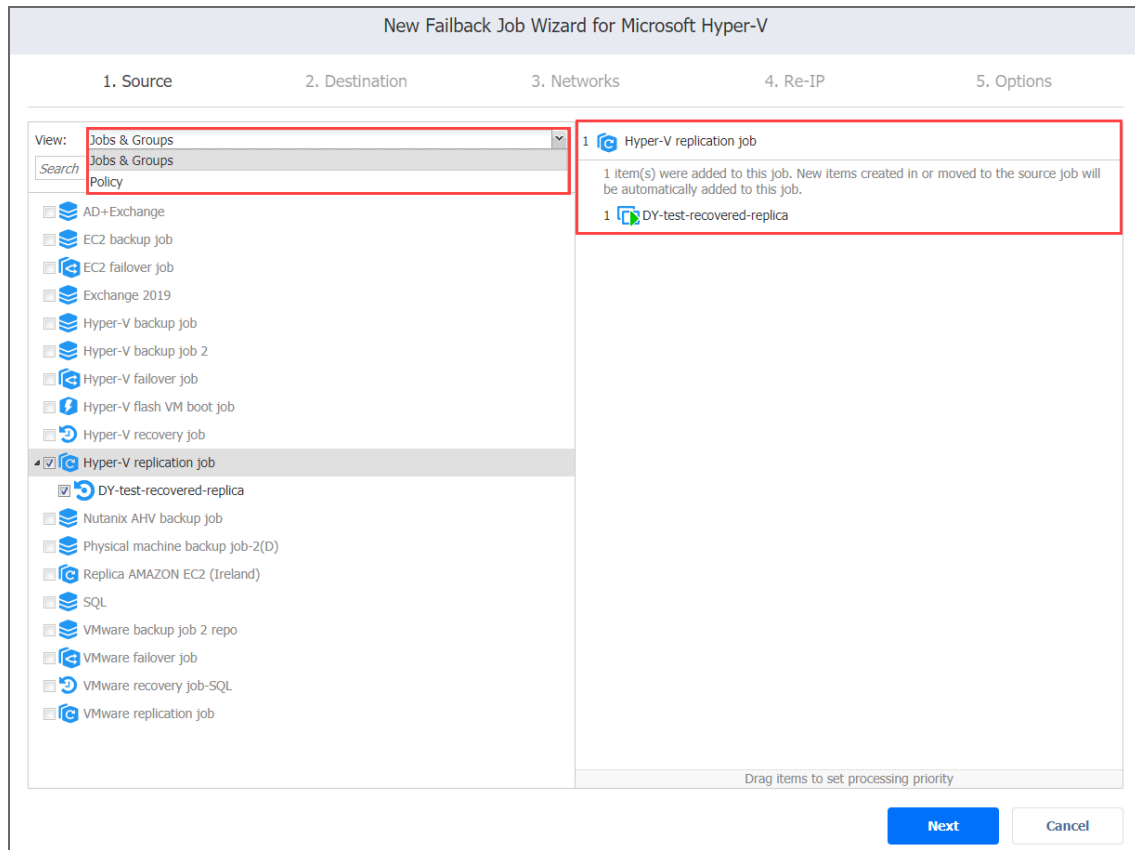 New Failback Job Wizard for Microsoft Hyper-V
1. Source 2. Destination 3. Networks 4. Re-IP 5. Options
View: Jobs & Groups
Jobs & Groups
Search
Policy
AD+Exchange
EC2 backup job
EC2 failover job
Exchange 2019
Hyper-V backup job
Hyper-V backup job 2
Hyper-V failover job
Hyper-V flash VM boot job
Hyper-V recovery job
Hyper-V replication job
DY-test-recovered-replica
Nutanix AHV backup job
Physical machine backup job-2(D)
Replica AMAZON EC2 (Ireland)
SQL
VMware backup job 2 repo
VMware failover job
VMware recovery job-SQL
VMware replication job
1 Hyper-V replication job
1 item(s) were added to this job. New items created in or moved to the source job will
be automatically added to this job.
1 DY-test-recovered-replica
Drag items to set processing priority
Next Cancel